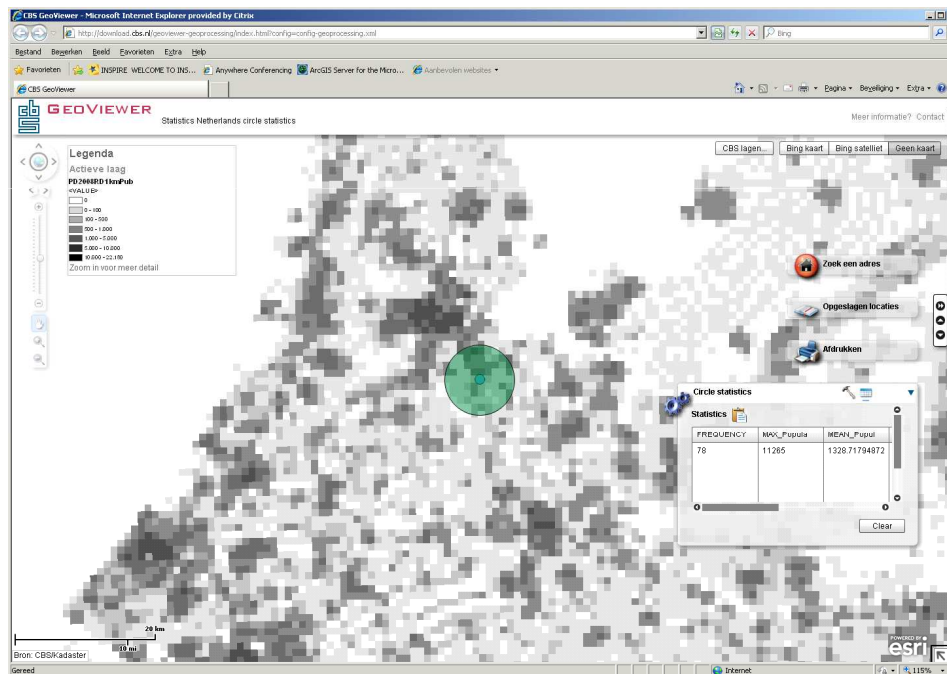 CBS GeoViewer - Microsoft Internet Explorer provided by Citrix
http://download.cbs.nl/geoviewer-geoprocessing/index.html?config=config-geoprocessing.xml
Bing
Bestand Bewerken Beeld Favorieten Extra Help
Favorieten INSPIRE WELCOME TO INS... Anywhere Conferencing ArcGIS Server for the Micro... Aanbevolen websites
CBS GeoViewer
Pagina Beveiliging Extra
cbs GEOVIEWER
Statistics Netherlands circle statistics
Meer informatie? Contact
CBS lagen... Bing kaart Bing satelliet Geen kaart
Legenda
Actieve laag
PD2008RD1kmPub
<VALUE>
0
0 - 100
100 - 500
500 - 1.000
1.000 - 5.000
5.000 - 10.000
10.000 - 22.188
Zoom in voor meer detail
Zoek een adres
Opgeslagen locaties
Afdrukken
Circle statistics
Statistics
FREQUENCY MAX_Popula MEAN_Popul
78 11265 1328.71794872
Clear
20 km
10 mi
Bron: CBS/Kadaster
POWERED BY
esri
Gereed
Internet
115%